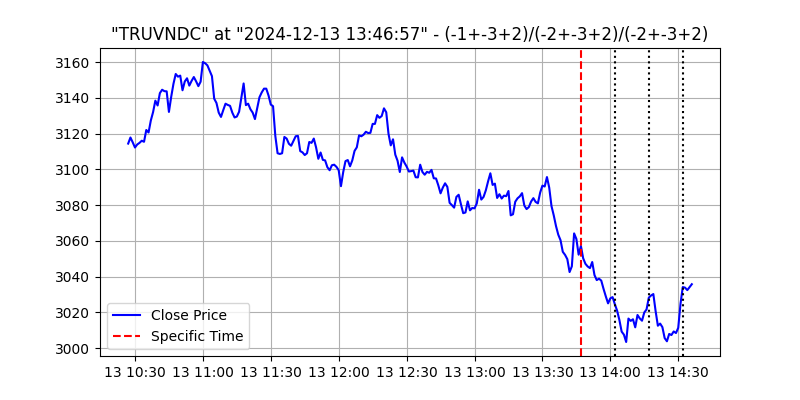 "TRUVNDC" at "2024-12-13 13:46:57" - (-1+-3+2)/(-2+-3+2)/(-2+-3+2)
3160
3140
3120
3100
3080
3060
3040
3020
3000
Close Price
Specific Time
13 10:30 13 11:00 13 11:30 13 12:00 13 12:30 13 13:00 13 13:30 13 14:00 13 14:30